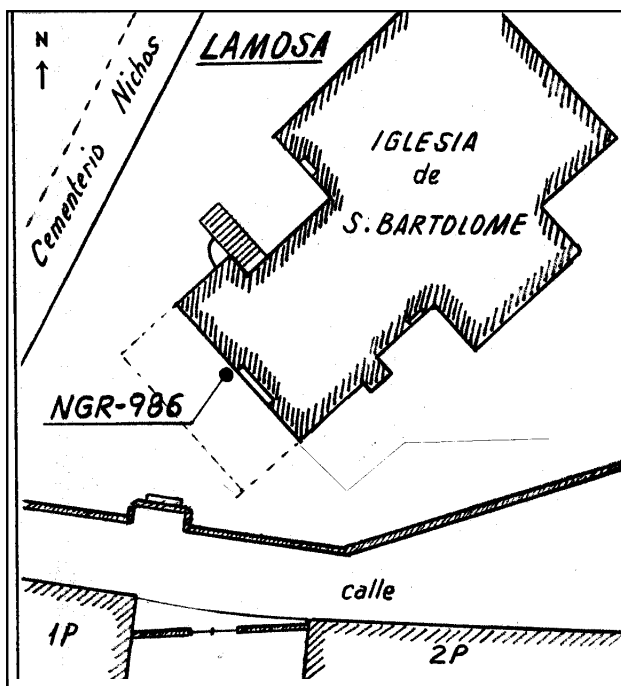 N
LAMOSA
Nichos
Cementerio
IGLESIA
de
S. BARTOLOME
NGR-986
calle
1P
2P